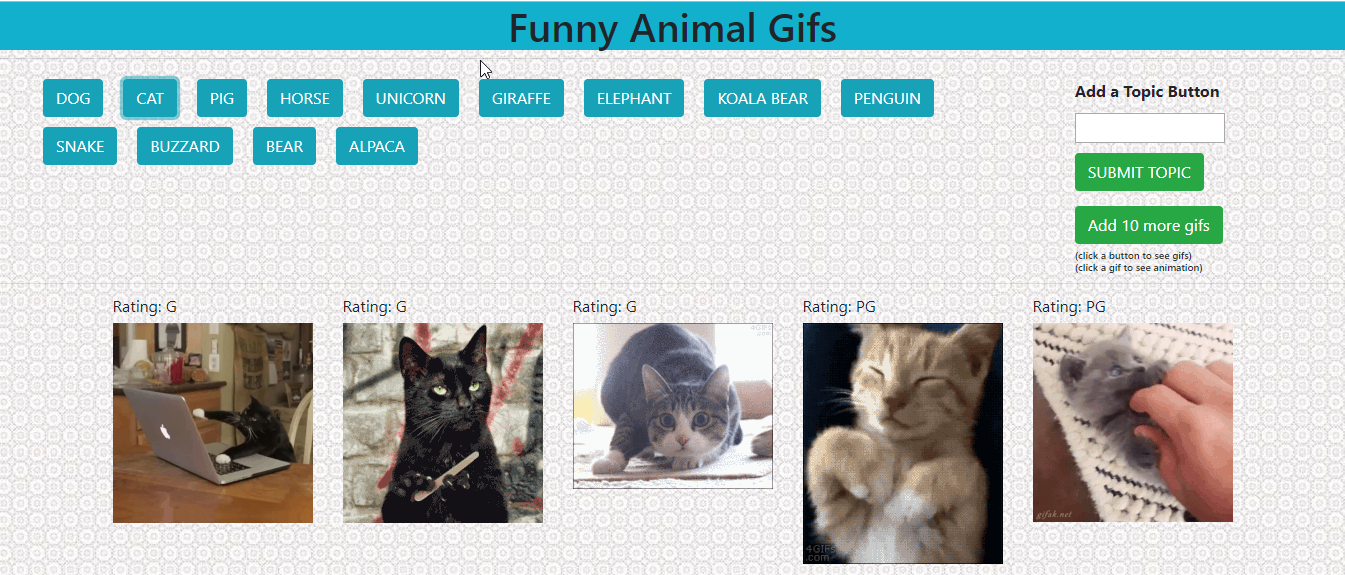 Funny Animal Gifs
DOG CAT PIG HORSE UNICORN GIRAFFE ELEPHANT KOALA BEAR PENGUIN
SNAKE BUZZARD BEAR ALPACA
Add a Topic Button
SUBMIT TOPIC
Add 10 more gifs
(click a button to see gifs)
(click a gif to see animation)
Rating: G Rating: G Rating: G Rating: PG Rating: PG
4GIFS
.com
4GIFs
.com
gifak.net